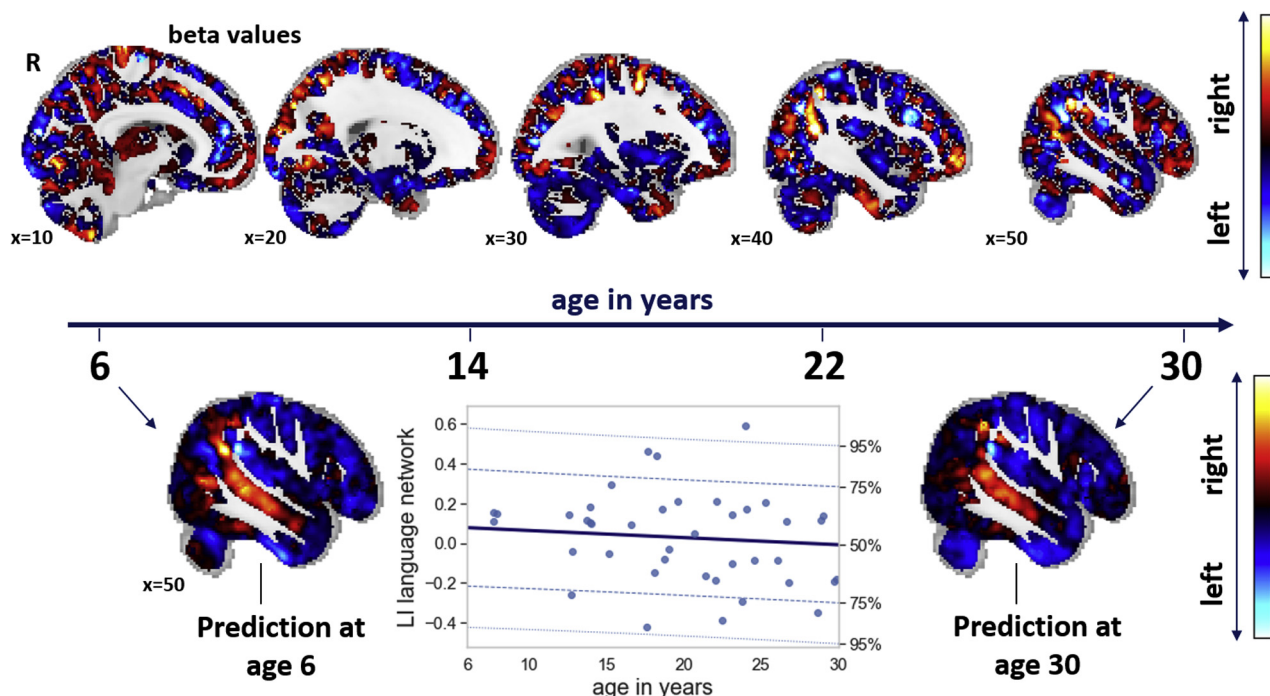 beta values
R
x=10
x=20
x=30
x=40
x=50
right
left
age in years
6
14
22
30
x=50
Prediction at
age 6
LI language network
0.6
0.4
0.2
0.0
−0.2
−0.4
95%
75%
50%
75%
95%
6
10
15
20
25
30
age in years
Prediction at
age 30
right
left